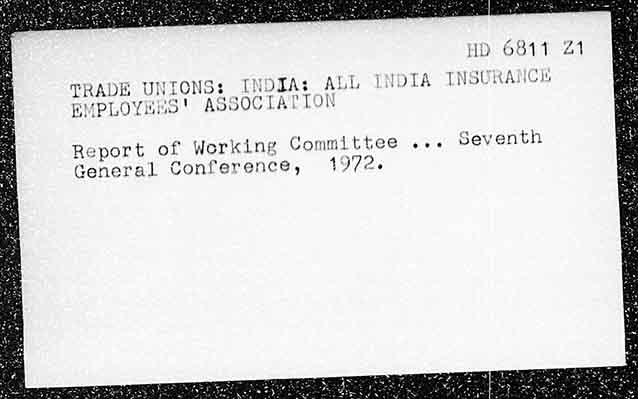 HD 6811 Z1
TRADE UNIONS: INDIA: ALL INDIA INSURANCE
EMPLOYEES' ASSOCIATION
Report of Working Committee ... Seventh
General Conference, 1972.